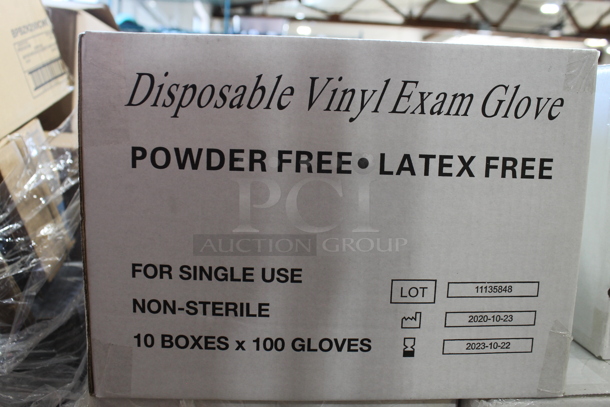 Disposable Vinyl Exam Glove
POWDER FREE • LATEX FREE
PCI
AUCTION GROUP
FOR SINGLE USE
NON-STERILE
10 BOXES x 100 GLOVES
LOT 11135848
2020-10-23
2023-10-22